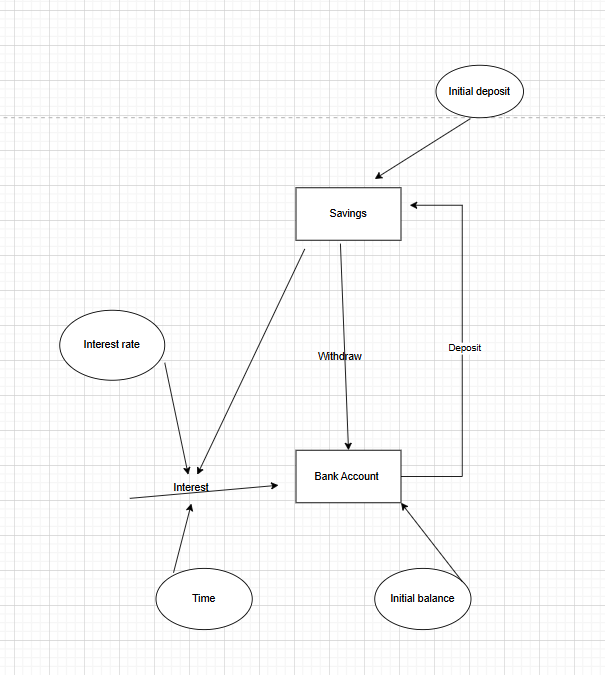 Initial deposit
Savings
Interest rate
Withdraw
Deposit
Bank Account
Interest
Time
Initial balance